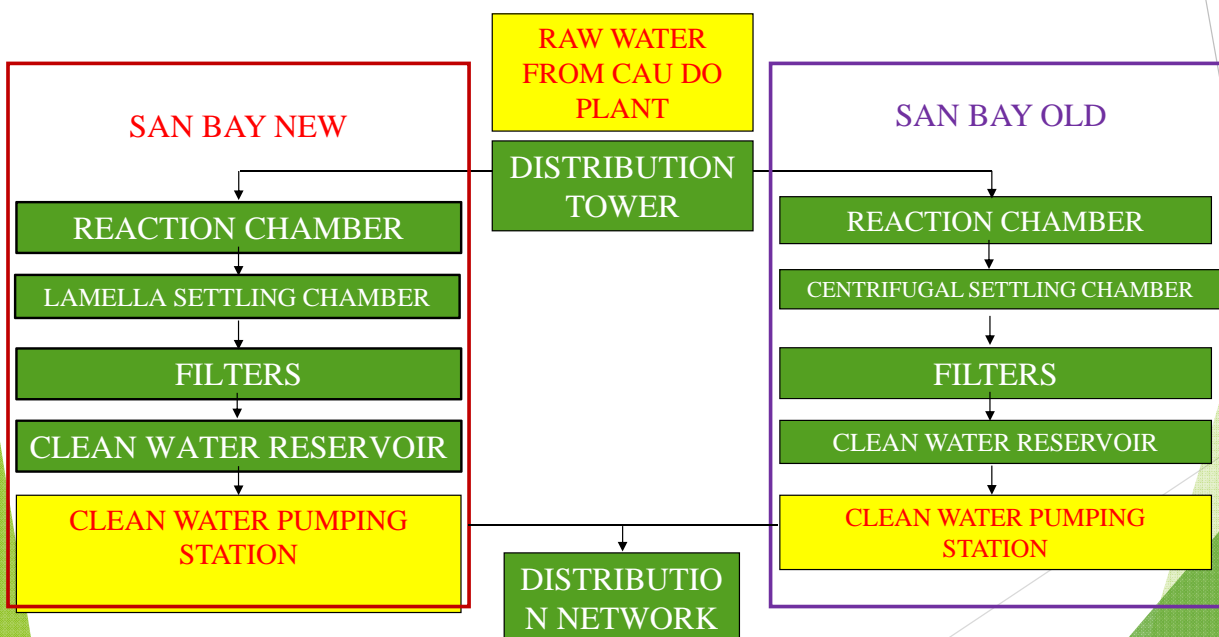 RAW WATER
FROM CAU DO
PLANT
SAN BAY NEW
SAN BAY OLD
DISTRIBUTION
TOWER
REACTION CHAMBER
LAMELLA SETTLING CHAMBER
FILTERS
CLEAN WATER RESERVOIR
CLEAN WATER PUMPING
STATION
REACTION CHAMBER
CENTRIFUGAL SETTLING CHAMBER
FILTERS
CLEAN WATER RESERVOIR
CLEAN WATER PUMPING
STATION
DISTRIBUTIO
N NETWORK